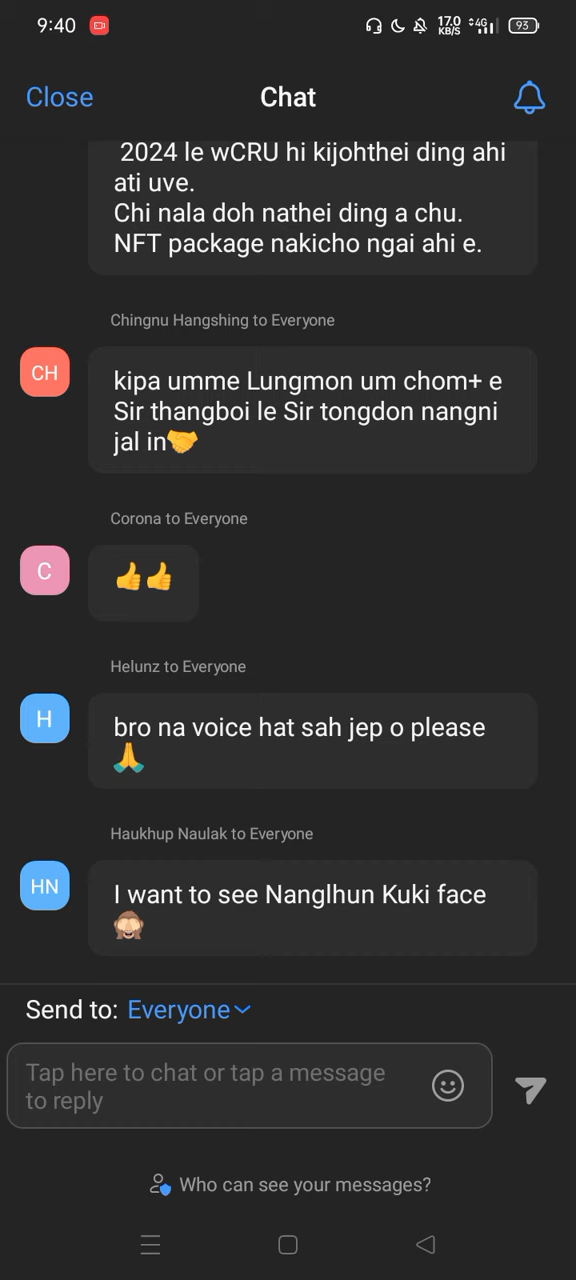 9:40
17.0
KB/S
4G
93
Close
Chat
2024 le wCRU hi kijohthei ding ahi
ati uve.
Chi nala doh nathei ding a chu.
NFT package nakicho ngai ahi e.
Chingnu Hangshing to Everyone
CH
kipa umme Lungmon um chom+ e
Sir thangboi le Sir tongdon nangni
jal in🤝
Corona to Everyone
C
👍👍
Helunz to Everyone
H
bro na voice hat sah jep o please
🙏
Haukhup Naulak to Everyone
HN
I want to see Nanglhun Kuki face
🙈
Send to: Everyone
Tap here to chat or tap a message
to reply
Who can see your messages?